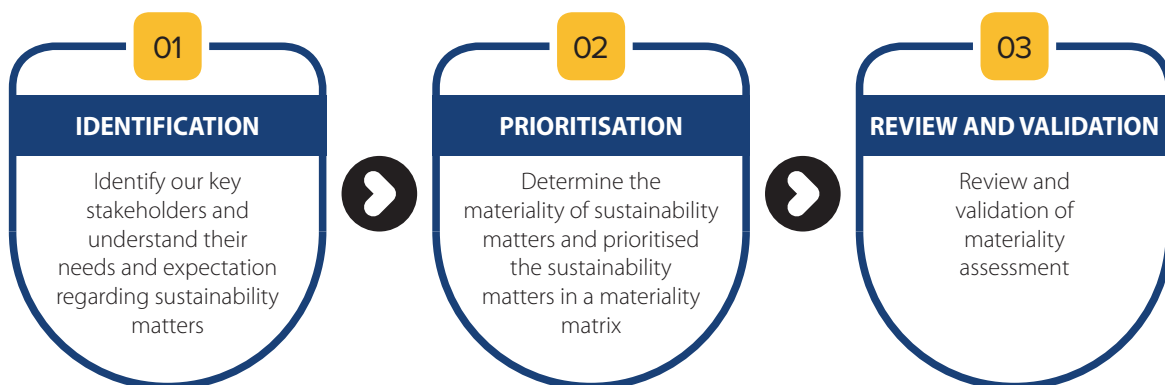 01
IDENTIFICATION
Identify our key
stakeholders and
understand their
needs and expectation
regarding sustainability
matters
02
PRIORITISATION
Determine the
materiality of sustainability
matters and prioritised
the sustainability
matters in a materiality
matrix
03
REVIEW AND VALIDATION
Review and
validation of
materiality
assessment